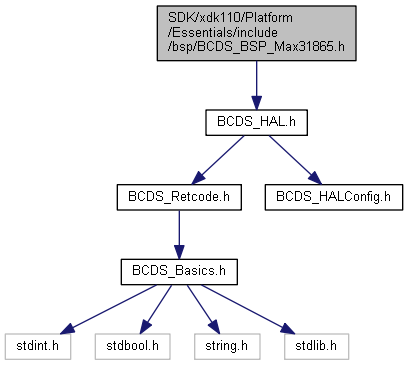 SDK/xdk110/Platform
/Essentials/include
/bsp/BCDS_BSP_Max31865.h
BCDS_HAL.h
BCDS_Retcode.h
BCDS_HALConfig.h
BCDS_Basics.h
stdint.h
stdbool.h
string.h
stdlib.h